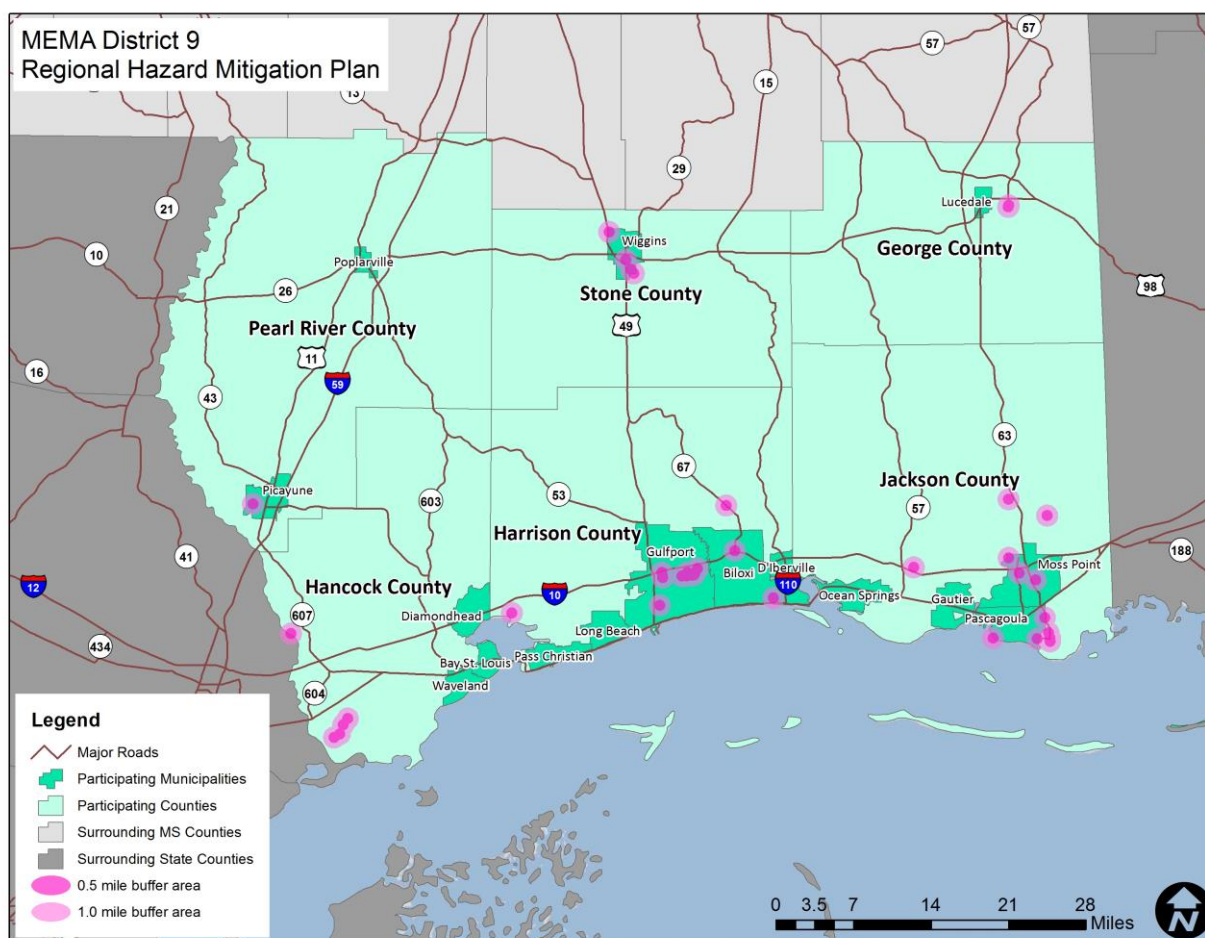 MEMA District 9
Regional Hazard Mitigation Plan
13
57
57
15
29
21
10
26
Poplarville
Wiggins
Lucedale
George County
98
Stone County
49
Pearl River County
11
59
16
43
63
67
Jackson County
Picayune
603
53
57
Harrison County
41
Gulfport
Moss Point
188
Biloxi
D'Iberville
12
Hancock County
10
110
Ocean Springs
Gautier
607
Diamondhead
Pascagoula
Long Beach
434
Bay St. Louis
Pass Christian
604
Waveland
Legend
Major Roads
Participating Municipalities
Participating Counties
Surrounding MS Counties
Surrounding State Counties
0.5 mile buffer area
1.0 mile buffer area
0 3.5 7 14 21 28
Miles
N